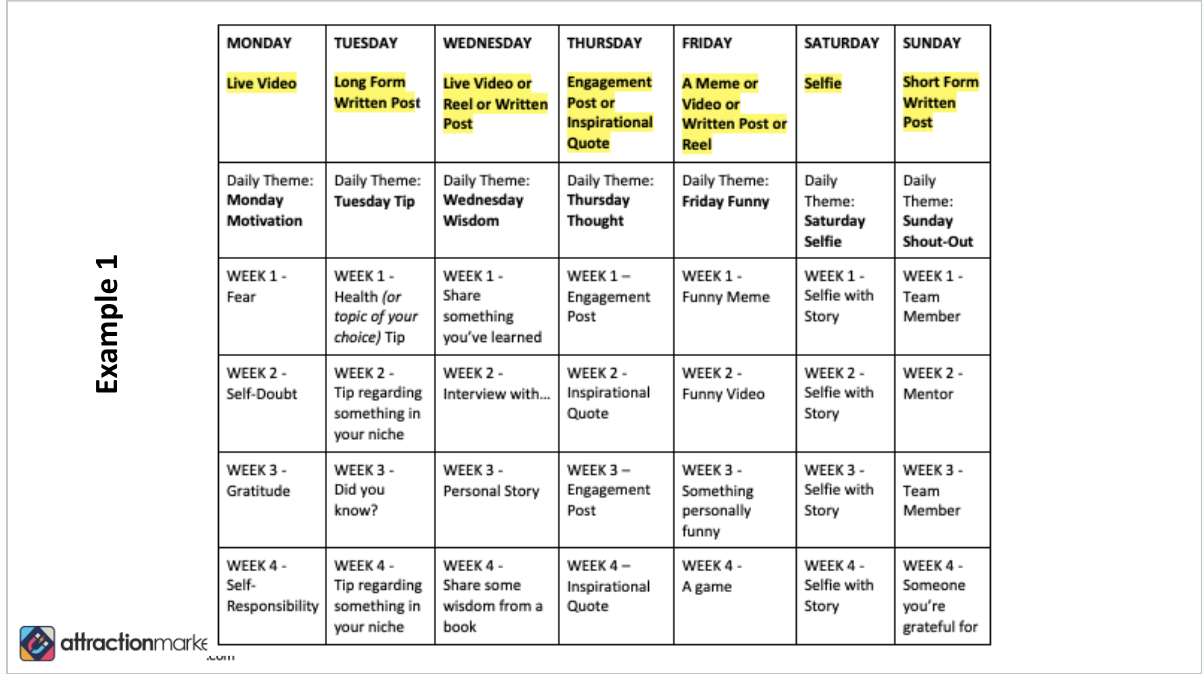 MONDAY
Live Video
TUESDAY
Long Form
Written Post
WEDNESDAY
Live Video or
Reel or Written
Post
THURSDAY
Engagement
Post or
Inspirational
Quote
FRIDAY
A Meme or
Video or
Written Post or
Reel
SATURDAY
Selfie
SUNDAY
Short Form
Written
Post
Daily Theme:
Monday
Motivation
Daily Theme:
Tuesday Tip
Daily Theme:
Wednesday
Wisdom
Daily Theme:
Thursday
Thought
Daily Theme:
Friday Funny
Daily
Theme:
Saturday
Selfie
Daily
Theme:
Sunday
Shout-Out
Example 1
WEEK 1 -
Fear
WEEK 1 -
Health (or
topic of your
choice) Tip
WEEK 1 -
Share
something
you’ve learned
WEEK 1 –
Engagement
Post
WEEK 1 -
Funny Meme
WEEK 1 -
Selfie with
Story
WEEK 1 -
Team
Member
WEEK 2 -
Self-Doubt
WEEK 2 -
Tip regarding
something in
your niche
WEEK 2 -
Interview with…
WEEK 2 -
Inspirational
Quote
WEEK 2 -
Funny Video
WEEK 2 -
Selfie with
Story
WEEK 2 -
Mentor
WEEK 3 -
Gratitude
WEEK 3 -
Did you
know?
WEEK 3 -
Personal Story
WEEK 3 –
Engagement
Post
WEEK 3 -
Something
personally
funny
WEEK 3 -
Selfie with
Story
WEEK 3 -
Team
Member
WEEK 4 -
Self-
Responsibility
WEEK 4 -
Tip regarding
something in
your niche
WEEK 4 -
Share some
wisdom from a
book
WEEK 4 –
Inspirational
Quote
WEEK 4 -
A game
WEEK 4 -
Selfie with
Story
WEEK 4 -
Someone
you’re
grateful for
attractionmarke
.com